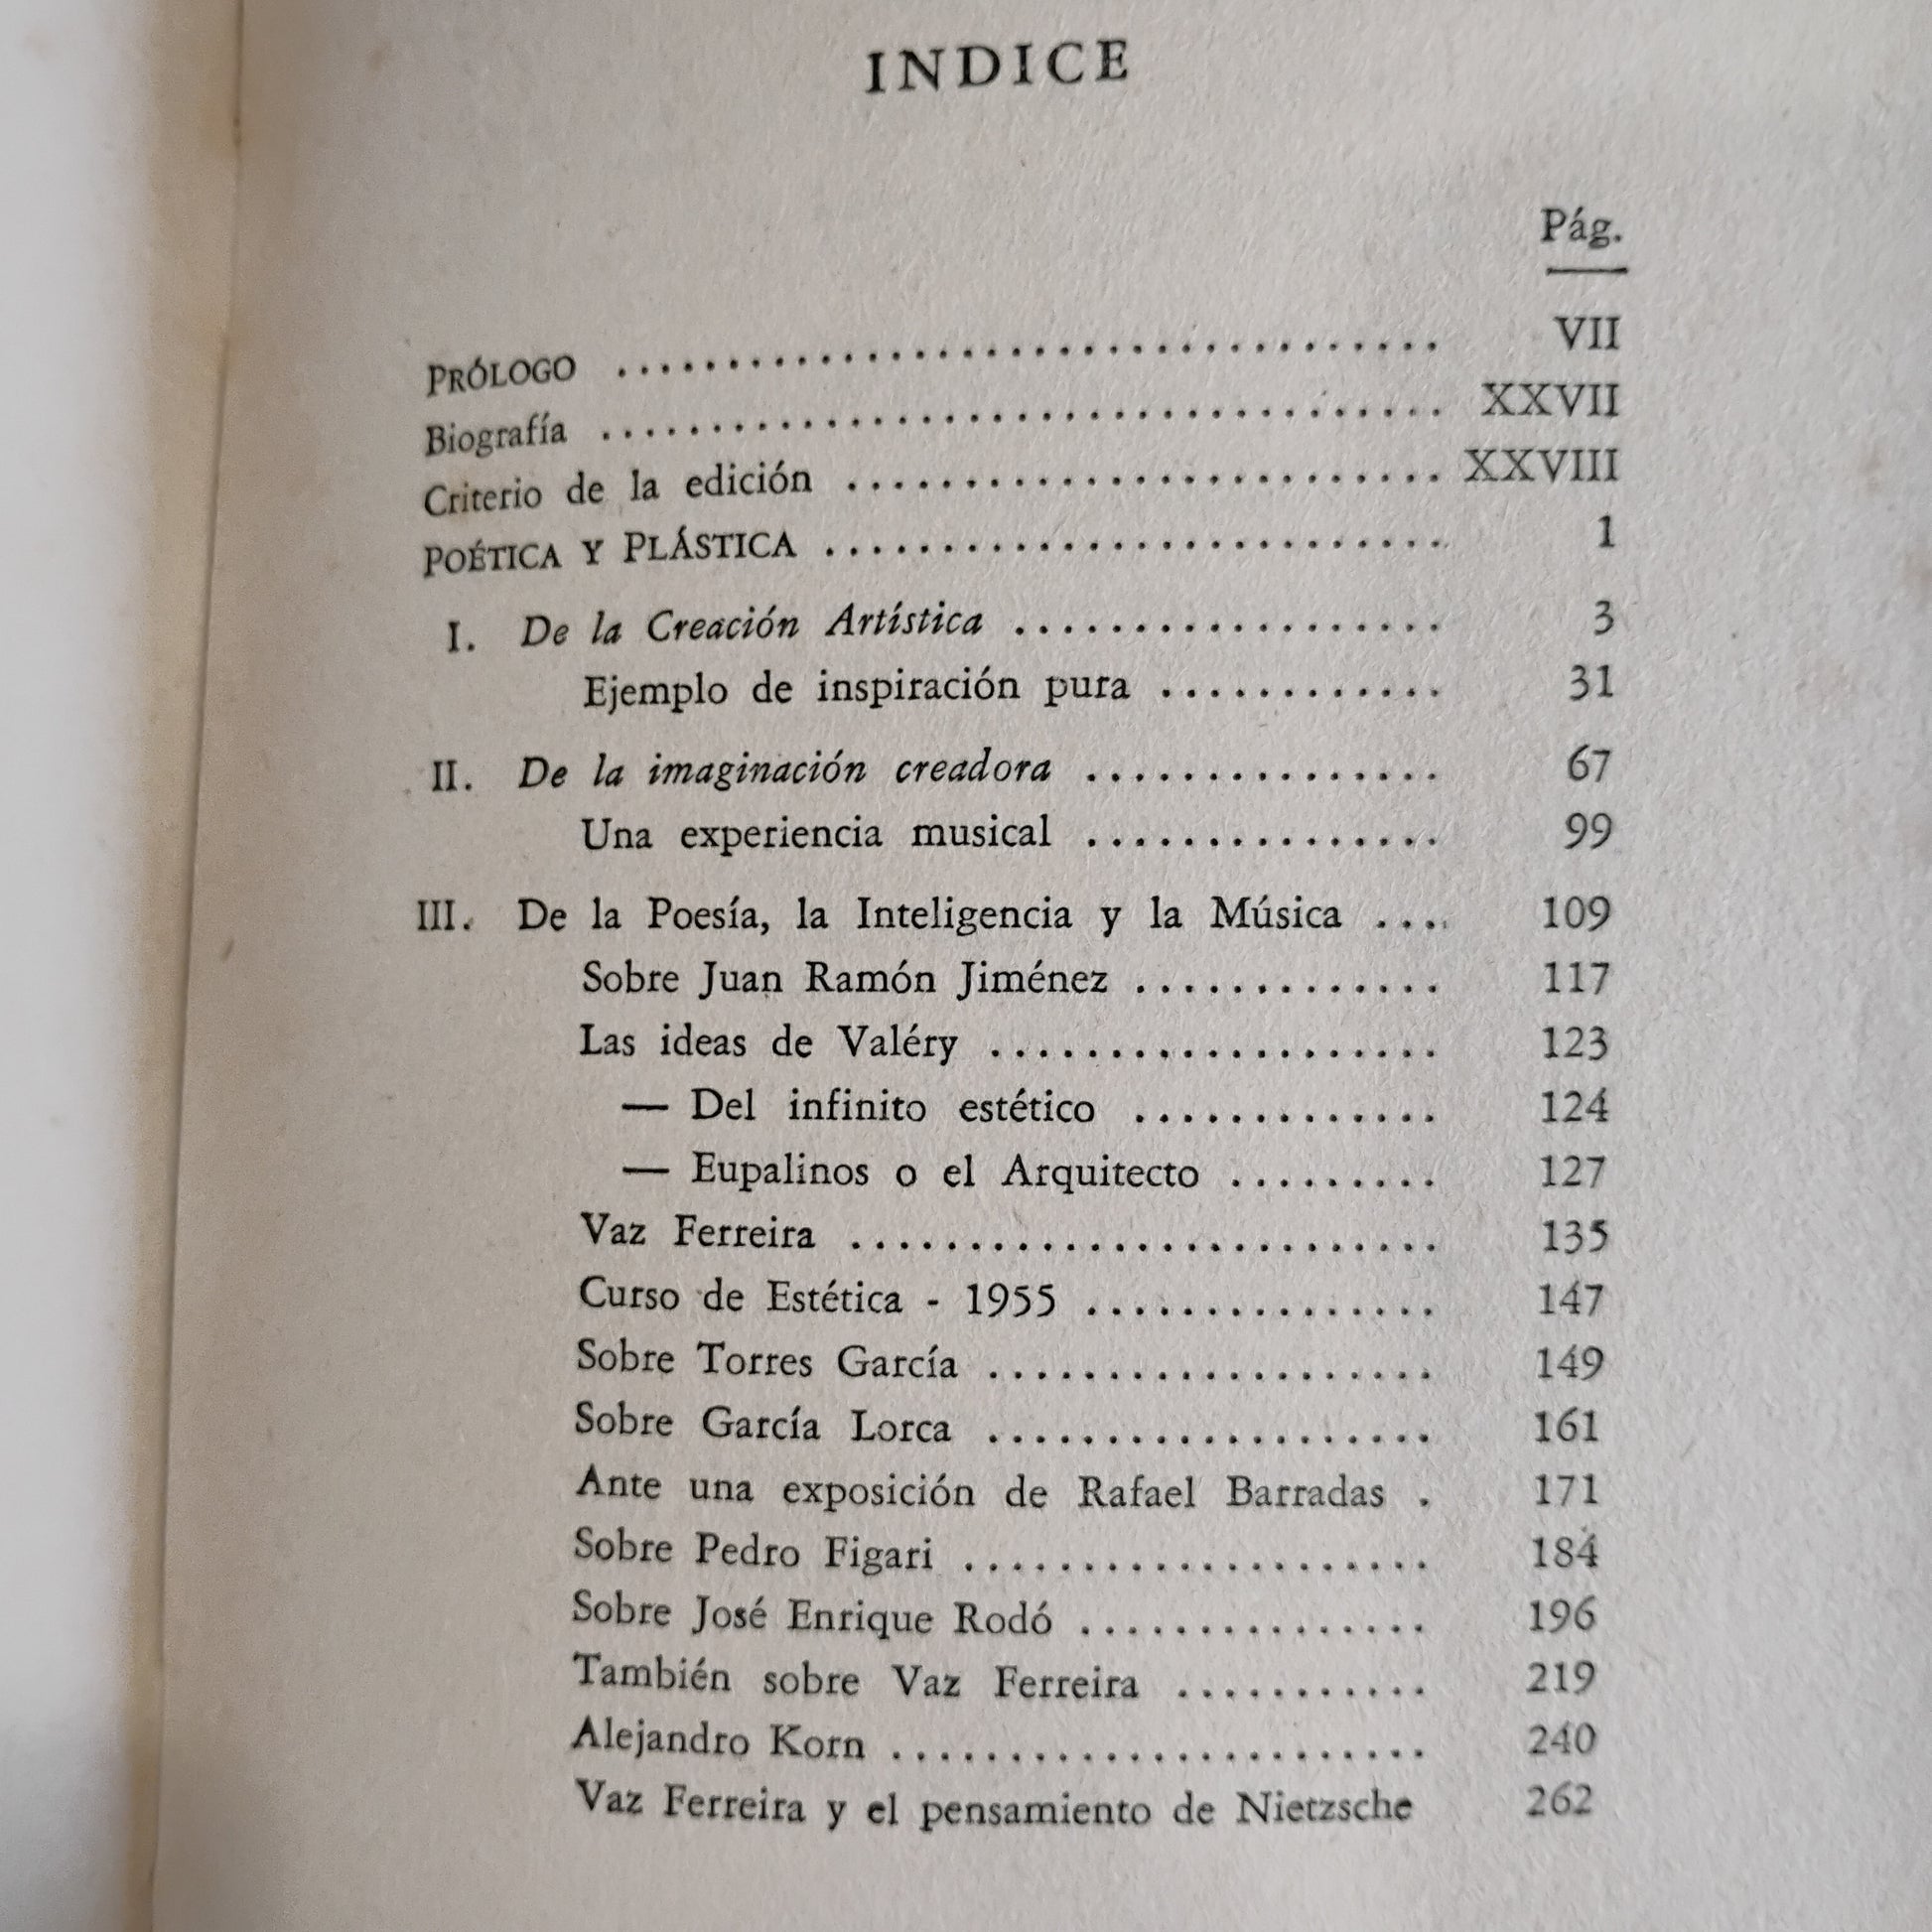 INDICE
Pág.
PRÓLOGO .................................. VII
Biografía .................................. XXVII
Criterio de la edición ......................... XXVIII
POÉTICA Y PLÁSTICA .......................... 1
I. De la Creación Artística .................. 3
Ejemplo de inspiración pura ............ 31
II. De la imaginación creadora ............... 67
Una experiencia musical ............... 99
III. De la Poesía, la Inteligencia y la Música ... 109
Sobre Juan Ramón Jiménez ............. 117
Las ideas de Valéry ................... 123
— Del infinito estético ............. 124
— Eupalinos o el Arquitecto ......... 127
Vaz Ferreira ......................... 135
Curso de Estética - 1955 ............... 147
Sobre Torres García ................... 149
Sobre García Lorca ................... 161
Ante una exposición de Rafael Barradas . 171
Sobre Pedro Figari .................... 184
Sobre José Enrique Rodó ............... 196
También sobre Vaz Ferreira ........... 219
Alejandro Korn ....................... 240
Vaz Ferreira y el pensamiento de Nietzsche 262